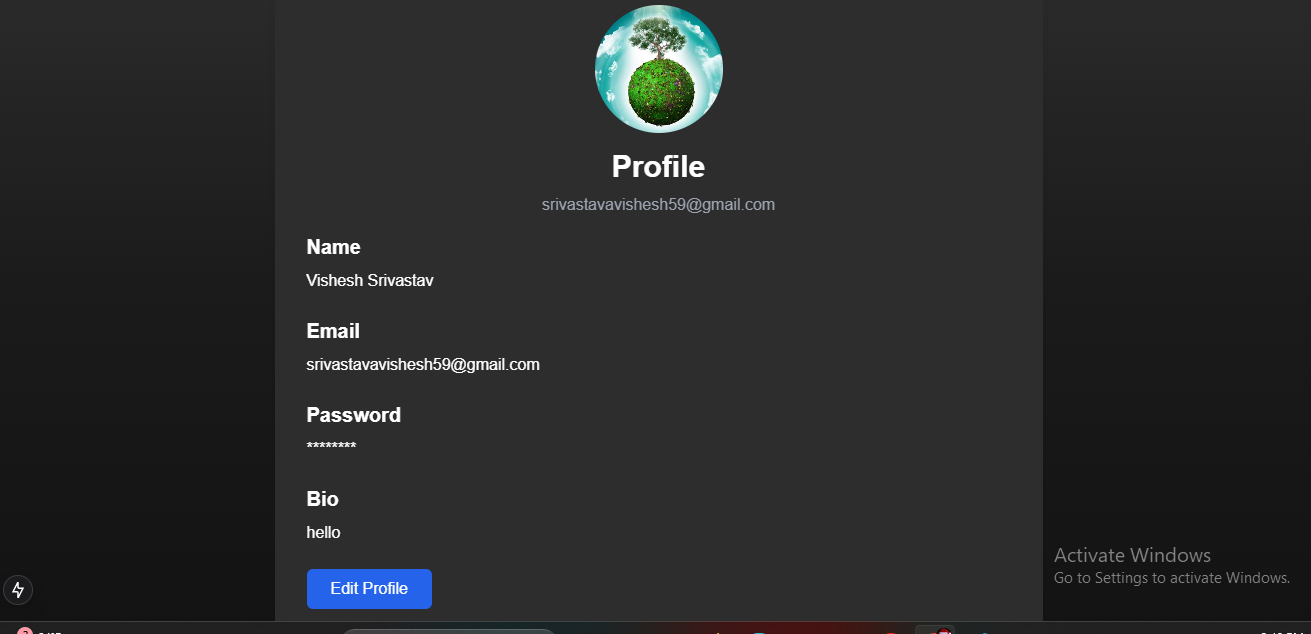 Profile
srivastavavishesh59@gmail.com
Name
Vishesh Srivastav
Email
srivastavavishesh59@gmail.com
Password
********
Bio
hello
Edit Profile
Activate Windows
Go to Settings to activate Windows.